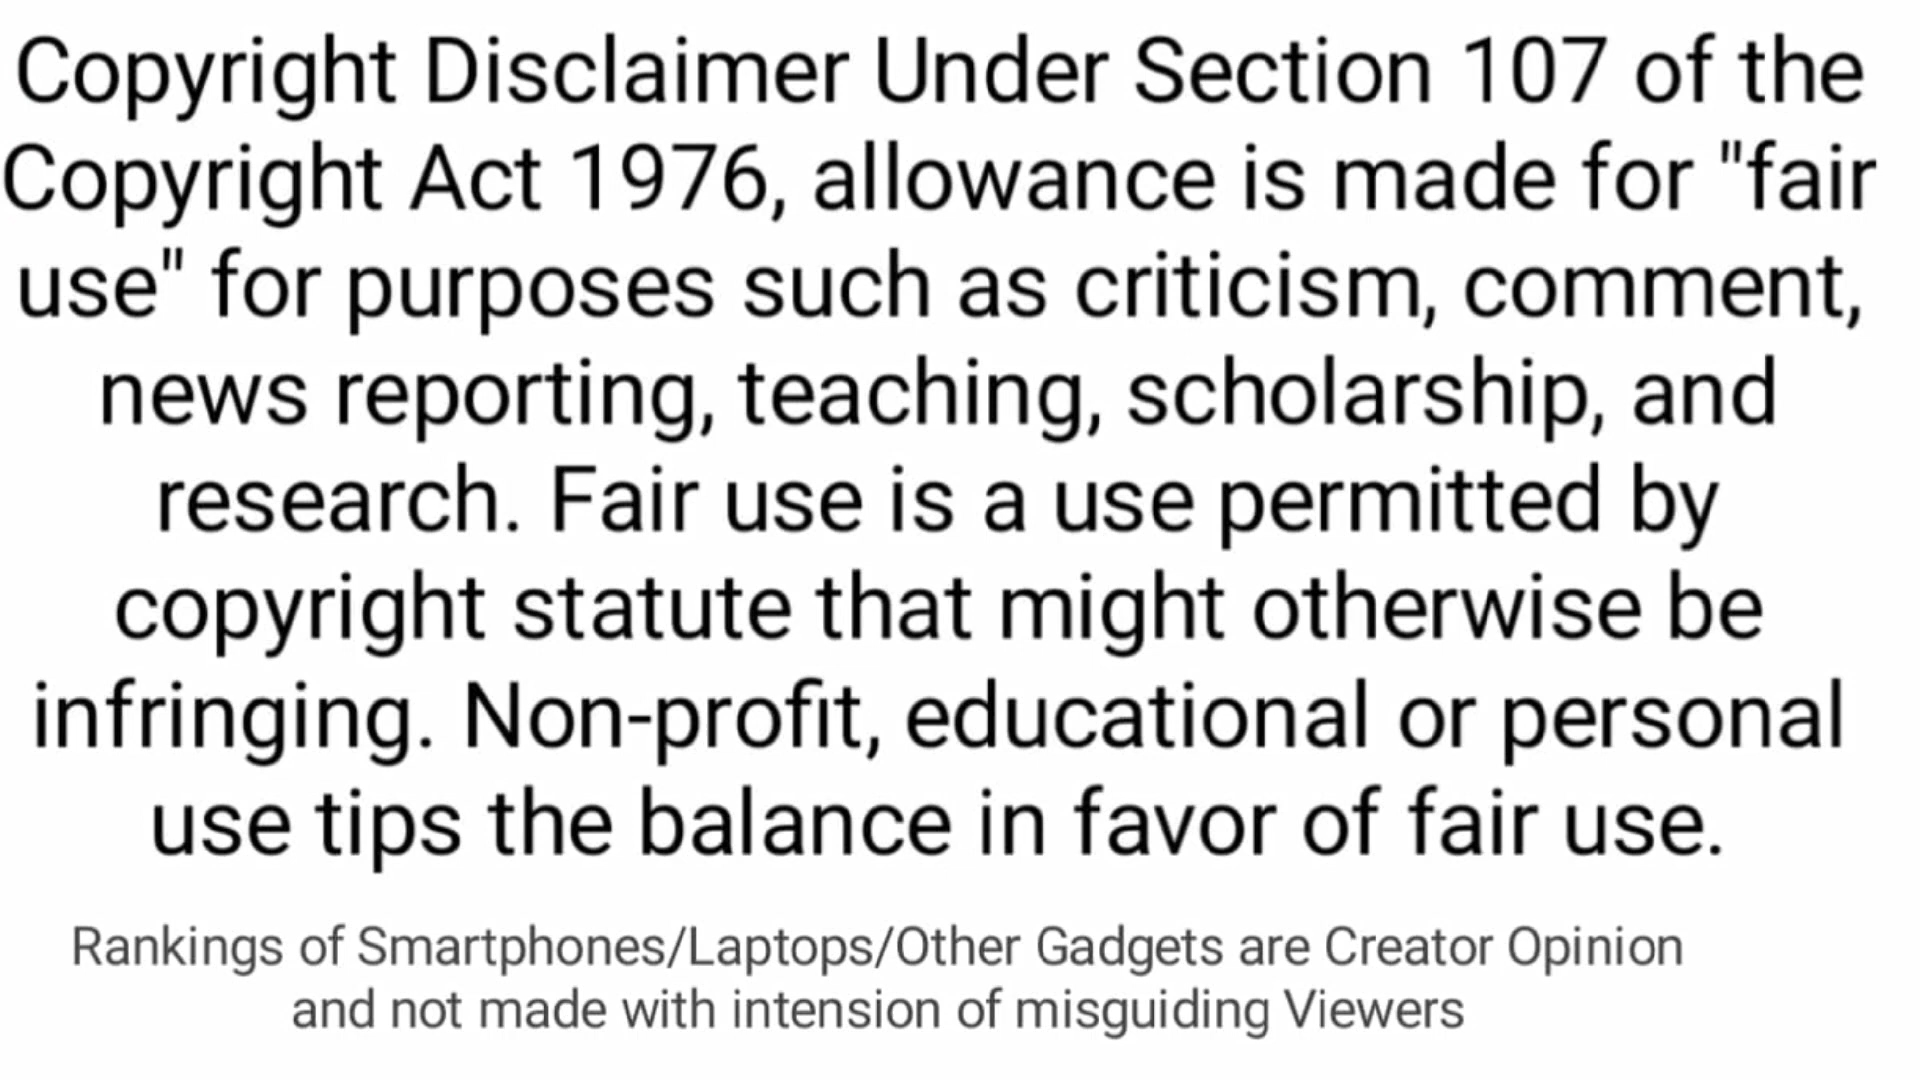 Copyright Disclaimer Under Section 107 of the
Copyright Act 1976, allowance is made for "fair
use" for purposes such as criticism, comment,
news reporting, teaching, scholarship, and
research. Fair use is a use permitted by
copyright statute that might otherwise be
infringing. Non-profit, educational or personal
use tips the balance in favor of fair use.
Rankings of Smartphones/Laptops/Other Gadgets are Creator Opinion
and not made with intension of misguiding Viewers